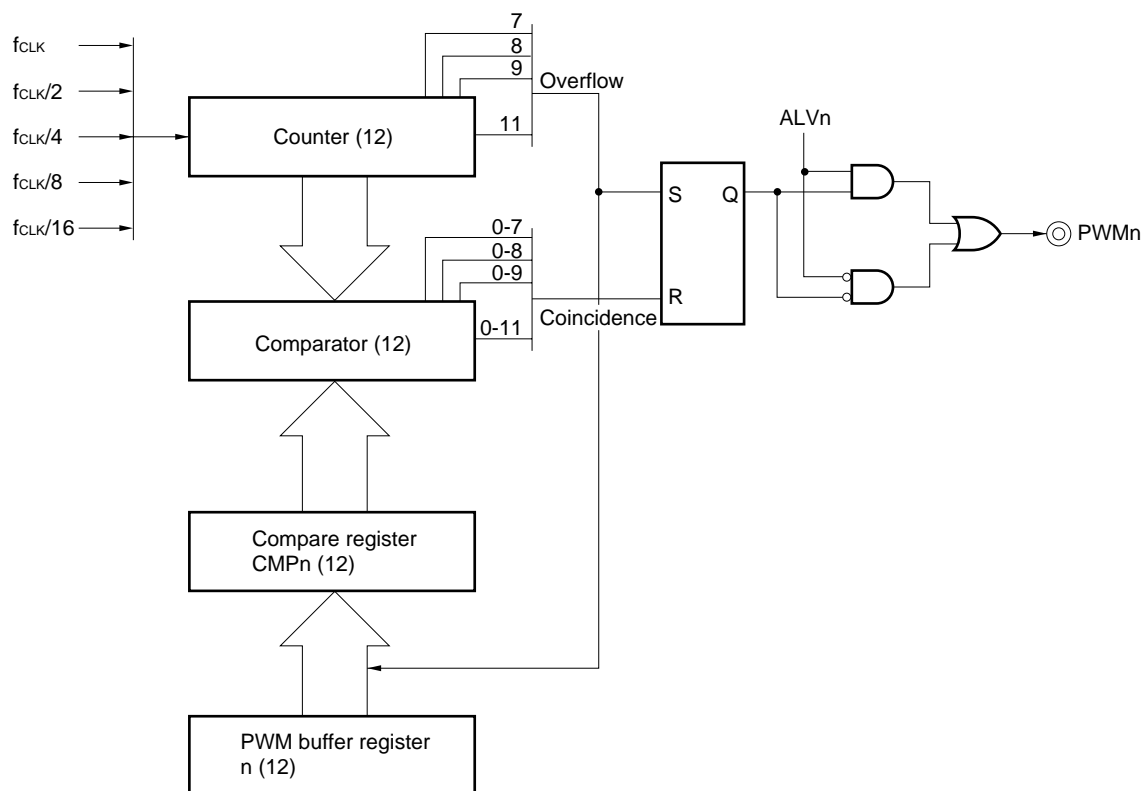 fCLK
fCLK/2
fCLK/4
fCLK/8
fCLK/16
Counter (12)
7
8
9
11
Overflow
Comparator (12)
0-7
0-8
0-9
0-11
Coincidence
S
Q
R
ALVn
PWMn
Compare register
CMPn (12)
PWM buffer register
n (12)